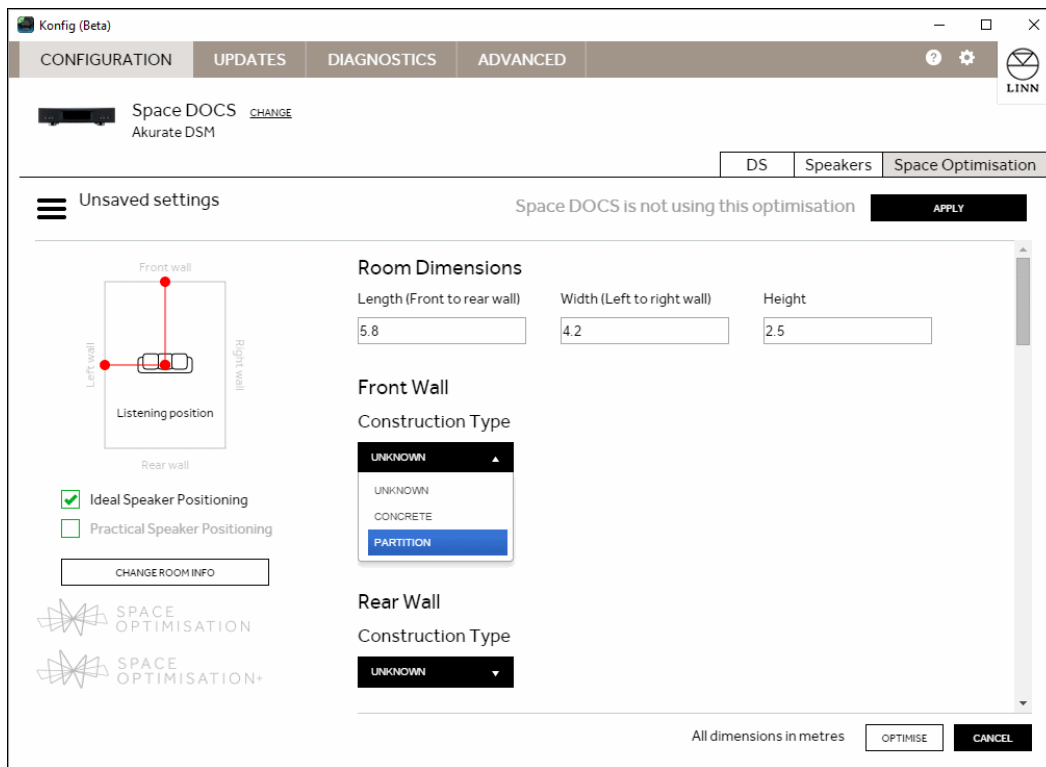 Konfig (Beta)
CONFIGURATION UPDATES DIAGNOSTICS ADVANCED ?
LINN
Space DOCS CHANGE
Akurate DSM
DS Speakers Space Optimisation
Unsaved settings
Space DOCS is not using this optimisation APPLY
Front wall
Left wall
Right wall
Listening position
Rear wall
Ideal Speaker Positioning
Practical Speaker Positioning
CHANGE ROOM INFO
SPACE
OPTIMISATION
SPACE
OPTIMISATION+
Room Dimensions
Length (Front to rear wall) Width (Left to right wall) Height
5.8 4.2 2.5
Front Wall
Construction Type
UNKNOWN
UNKNOWN
CONCRETE
PARTITION
Rear Wall
Construction Type
UNKNOWN
All dimensions in metres OPTIMISE CANCEL